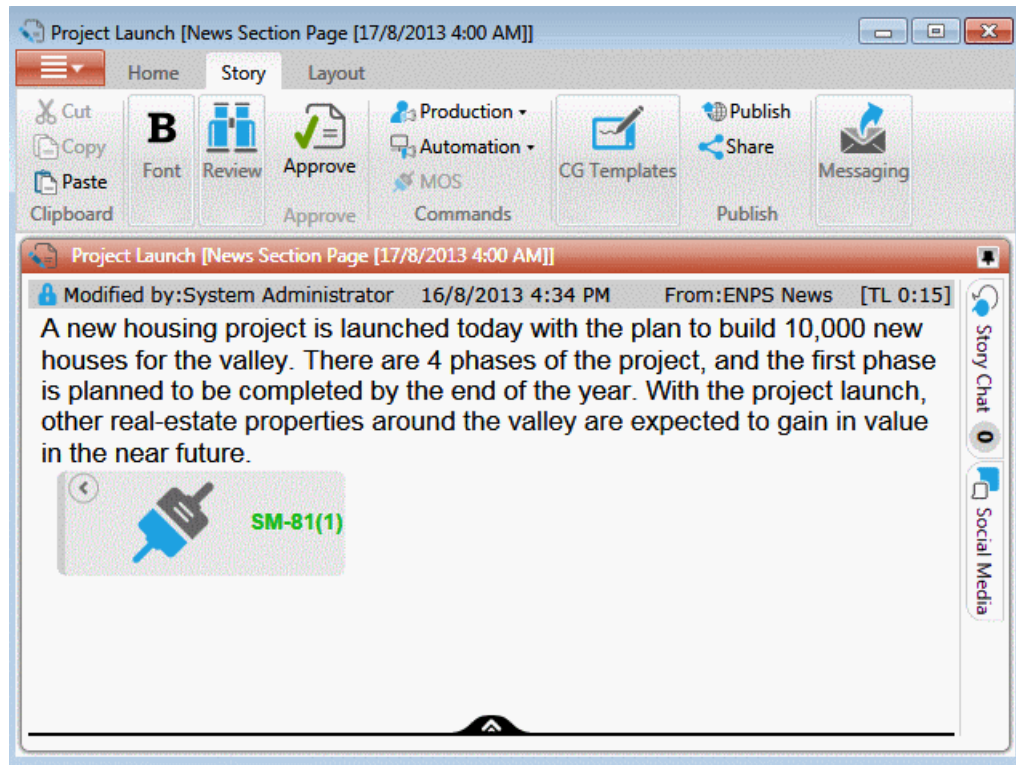 Project Launch [News Section Page [17/8/2013 4:00 AM]]
Home Story Layout
Cut
Copy
Paste
Clipboard
B
Font
Review
Approve
Approve
Production
Automation
MOS
Commands
CG Templates
Publish
Share
Publish
Messaging
Project Launch [News Section Page [17/8/2013 4:00 AM]]
Modified by:System Administrator 16/8/2013 4:34 PM From:ENPS News [TL 0:15]
A new housing project is launched today with the plan to build 10,000 new
houses for the valley. There are 4 phases of the project, and the first phase
is planned to be completed by the end of the year. With the project launch,
other real-estate properties around the valley are expected to gain in value
in the near future.
SM-81(1)
Story Chat 0
Social Media